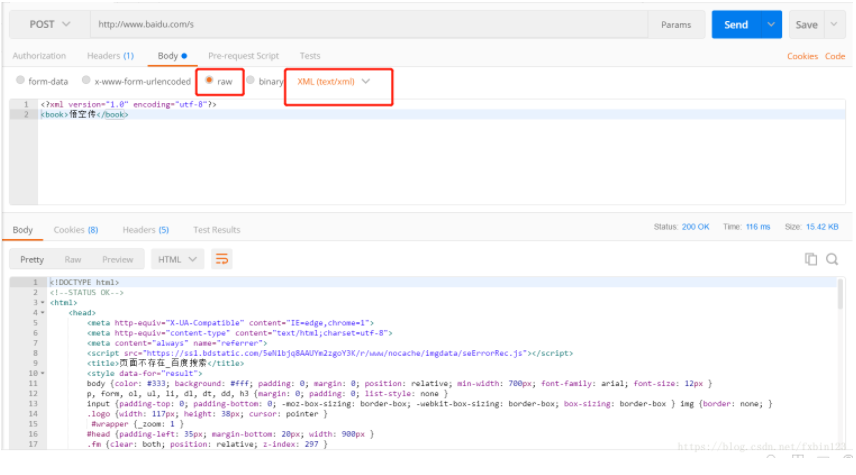 POST http://www.baidu.com/s Params Send Save
Authorization Headers (1) Body Pre-request Script Tests Cookies Code
form-data x-www-form-urlencoded raw binary XML (text/xml)
1 <?xml version="1.0" encoding="utf-8"?>
2 <book>悟空传</book>
Body Cookies (8) Headers (5) Test Results Status: 200 OK Time: 116 ms Size: 15.42 KB
Pretty Raw Preview HTML
1 <!DOCTYPE html>
2 <!--STATUS OK-->
3 <html>
4 <head>
5 <meta http-equiv="X-UA-Compatible" content="IE=edge,chrome=1">
6 <meta http-equiv="content-type" content="text/html;charset=utf-8">
7 <meta content="always" name="referrer">
8 <script src="https://ss1.bdstatic.com/5eN1bjq8AAUYm2zgoY3K/r/www/nocache/imgdata/seErrorRec.js"></script>
9 <title>页面不存在_百度搜索</title>
10 <style data-for="result">
11 body {color: #333; background: #fff; padding: 0; margin: 0; position: relative; min-width: 700px; font-family: arial; font-size: 12px }
12 p, form, ol, ul, li, dl, dt, dd, h3 {margin: 0; padding: 0; list-style: none }
13 input {padding-top: 0; padding-bottom: 0; -moz-box-sizing: border-box; -webkit-box-sizing: border-box; box-sizing: border-box } img {border: none; }
14 .logo {width: 117px; height: 38px; cursor: pointer }
15 #wrapper {_zoom: 1 }
16 #head {padding-left: 35px; margin-bottom: 20px; width: 900px }
17 .fm {clear: both; position: relative; z-index: 297 }